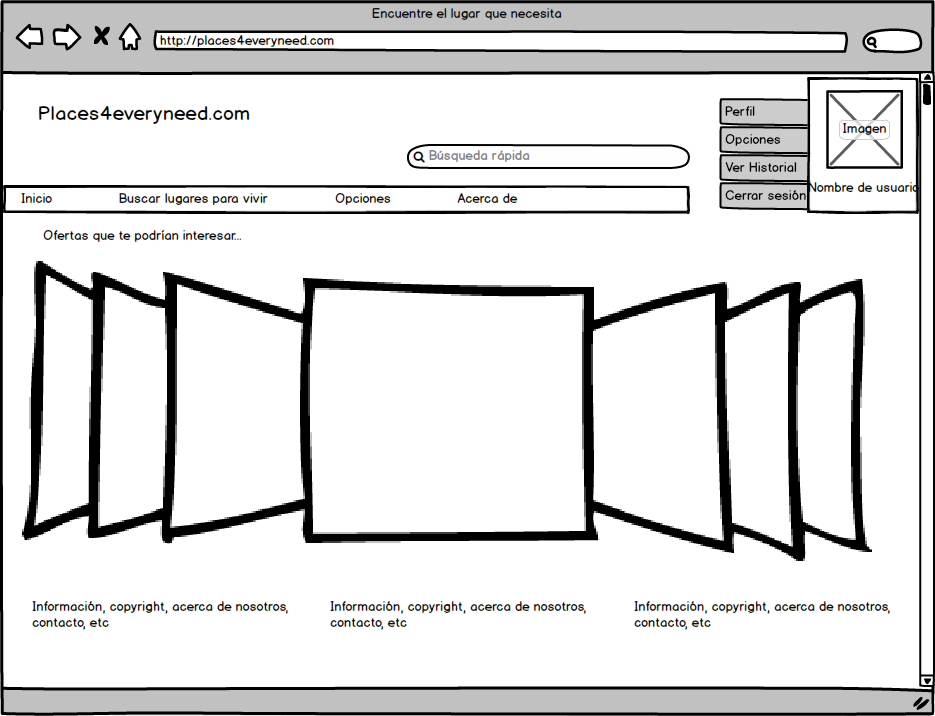 Encuentre el lugar que necesita
http://places4everyneed.com
Places4everyneed.com
Búsqueda rápida
Perfil
Opciones
Ver Historial
Cerrar sesión
Imagen
Nombre de usuario
Inicio
Buscar lugares para vivir
Opciones
Acerca de
Ofertas que te podrían interesar...
Información, copyright, acerca de nosotros,
contacto, etc
Información, copyright, acerca de nosotros,
contacto, etc
Información, copyright, acerca de nosotros,
contacto, etc